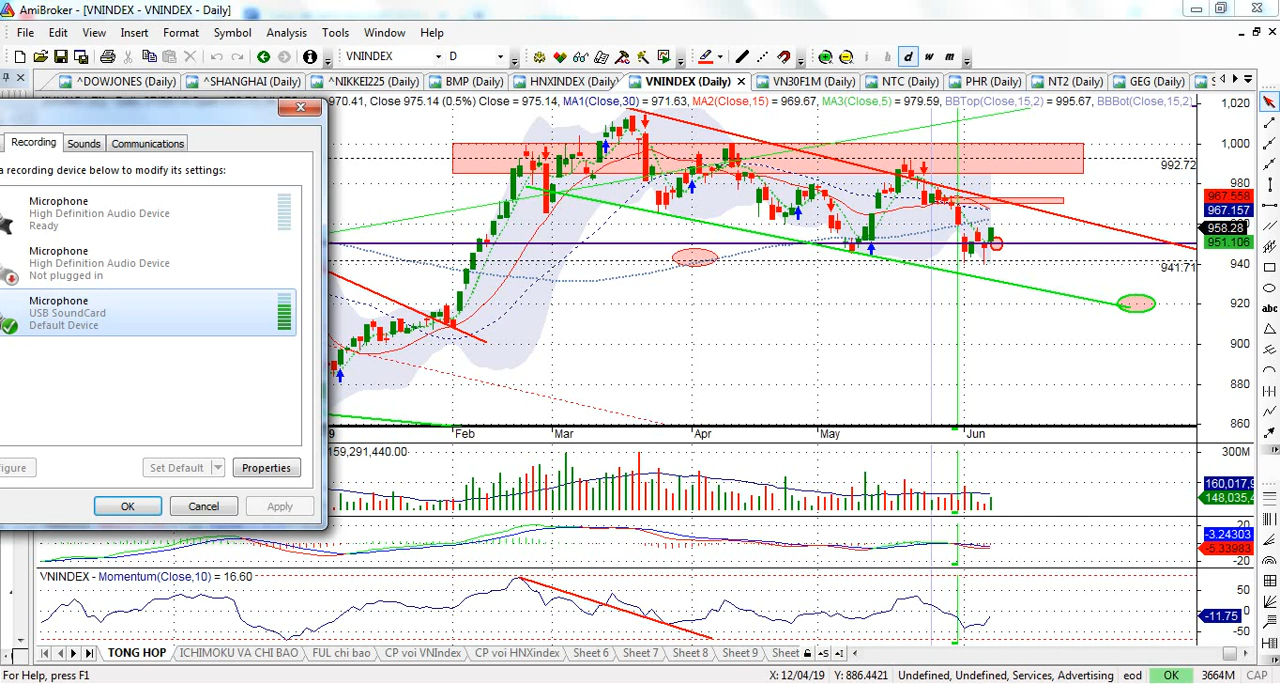 AmiBroker - [VNINDEX - VNINDEX - Daily]
File Edit View Insert Format Symbol Analysis Tools Window Help
VNINDEX D i h d w m
^DOWJONES (Daily) ^SHANGHAI (Daily) ^NIKKEI225 (Daily) BMP (Daily) HNXINDEX (Daily) VNINDEX (Daily) VN30F1M (Daily) NTC (Daily) PHR (Daily) NT2 (Daily) GEG (Daily)
970.41, Close 975.14 (0.5%) Close = 975.14, MA1(Close,30) = 971.63, MA2(Close,15) = 969.67, MA3(Close,5) = 979.59, BBTop(Close,15,2) = 995.67, BBBot(Close,15,2)
Recording Sounds Communications
a recording device below to modify its settings:
Microphone
High Definition Audio Device
Ready
Microphone
High Definition Audio Device
Not plugged in
Microphone
USB SoundCard
Default Device
igure Set Default Properties
OK Cancel Apply
1,020
1,000
992.72
980
967.558
967.157
958.28
951.106
941.71
940
920
900
880
860
abc
9 Feb Mar Apr May Jun
159,291,440.00
300M
160,017,9
148,035,4
20
-3.24303
-5.33983
-20
VNINDEX - Momentum(Close,10) = 16.60
50
0
-11.75
-50
TONG HOP ICHIMOKU VA CHI BAO FUL chi bao CP voi VNIndex CP voi HNXindex Sheet 6 Sheet 7 Sheet 8 Sheet 9 Sheet
For Help, press F1 X: 12/04/19 Y: 886.4421 Undefined, Undefined, Services, Advertising eod OK 3664M CAP